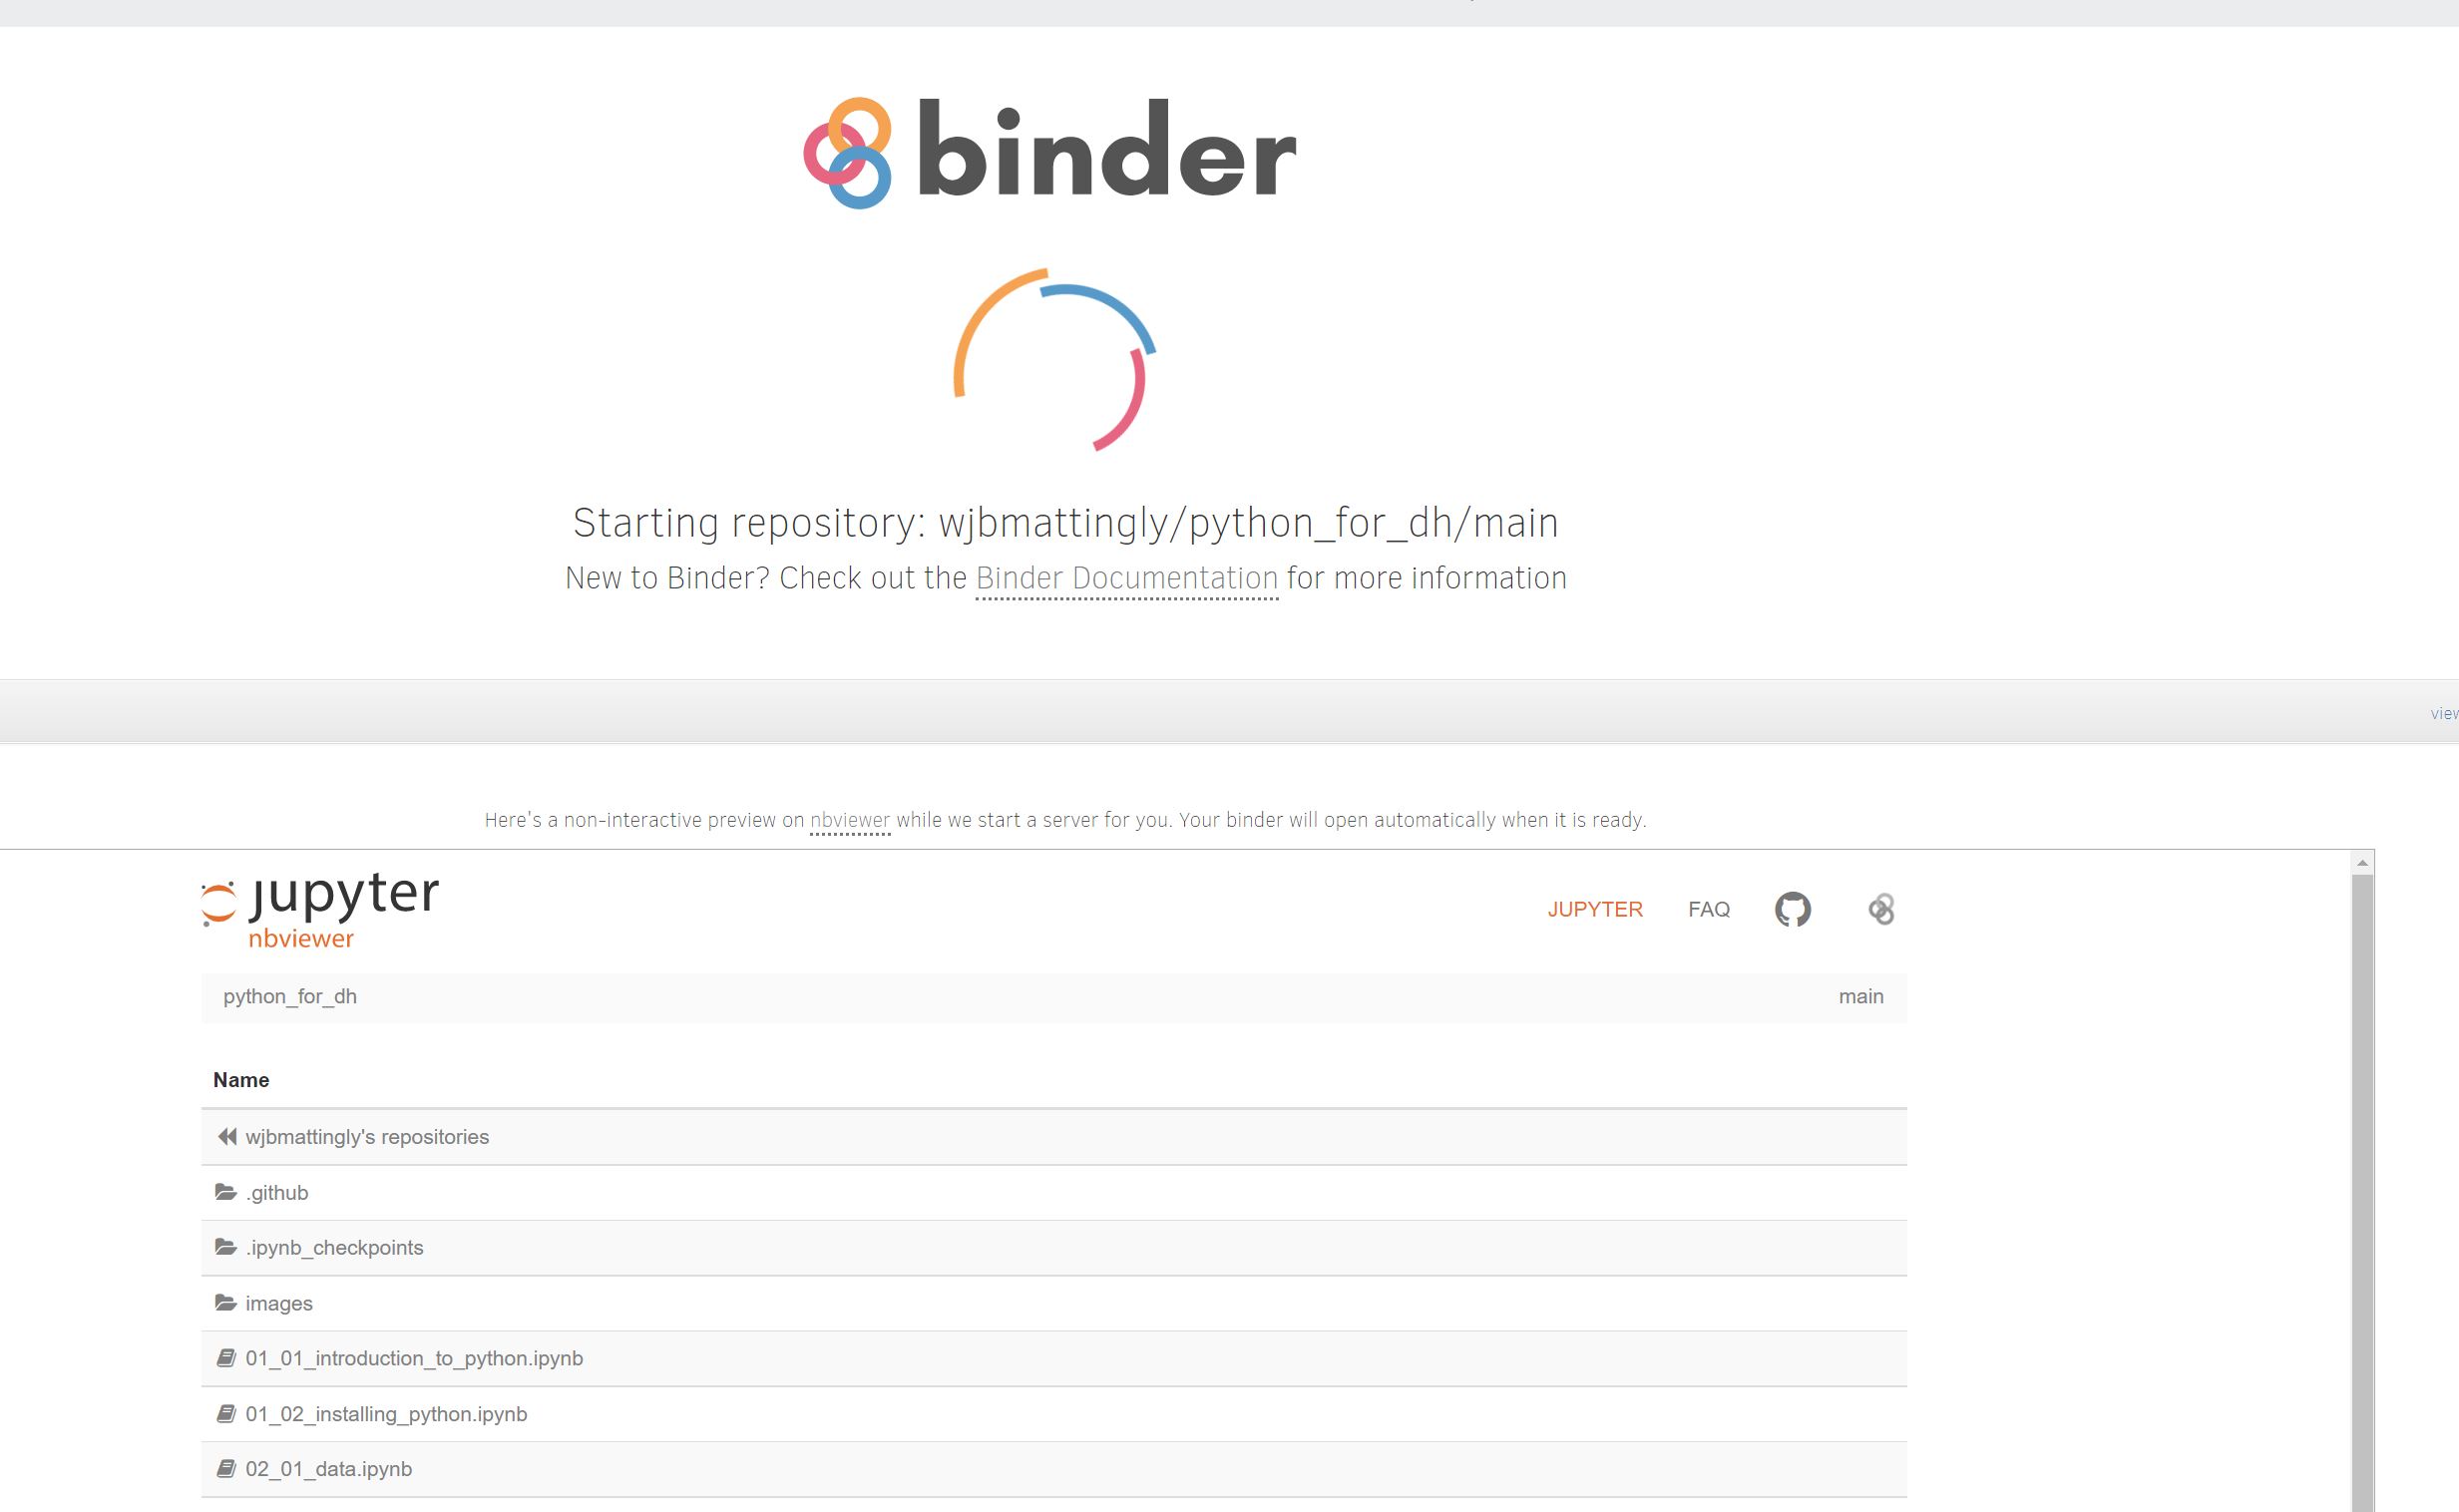 binder
Starting repository: wjbmattingly/python_for_dh/main
New to Binder? Check out the Binder Documentation for more information
view
Here's a non-interactive preview on nbviewer while we start a server for you. Your binder will open automatically when it is ready.
jupyter
nbviewer
JUPYTER FAQ
python_for_dh main
Name
wjbmattingly's repositories
.github
.ipynb_checkpoints
images
01_01_introduction_to_python.ipynb
01_02_installing_python.ipynb
02_01_data.ipynb